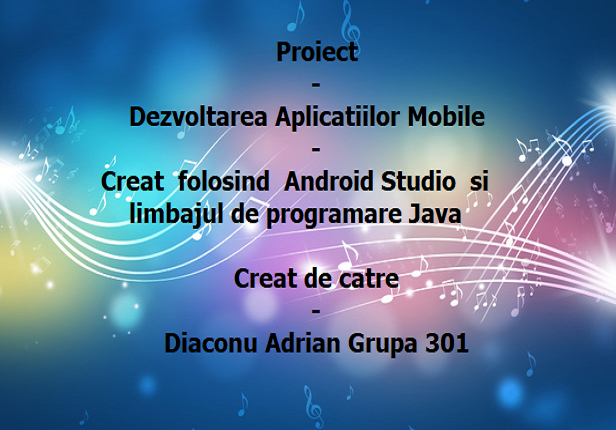 Proiect
-
Dezvoltarea Aplicatiilor Mobile
-
Creat folosind Android Studio si
limbajul de programare Java
Creat de catre
-
Diaconu Adrian Grupa 301